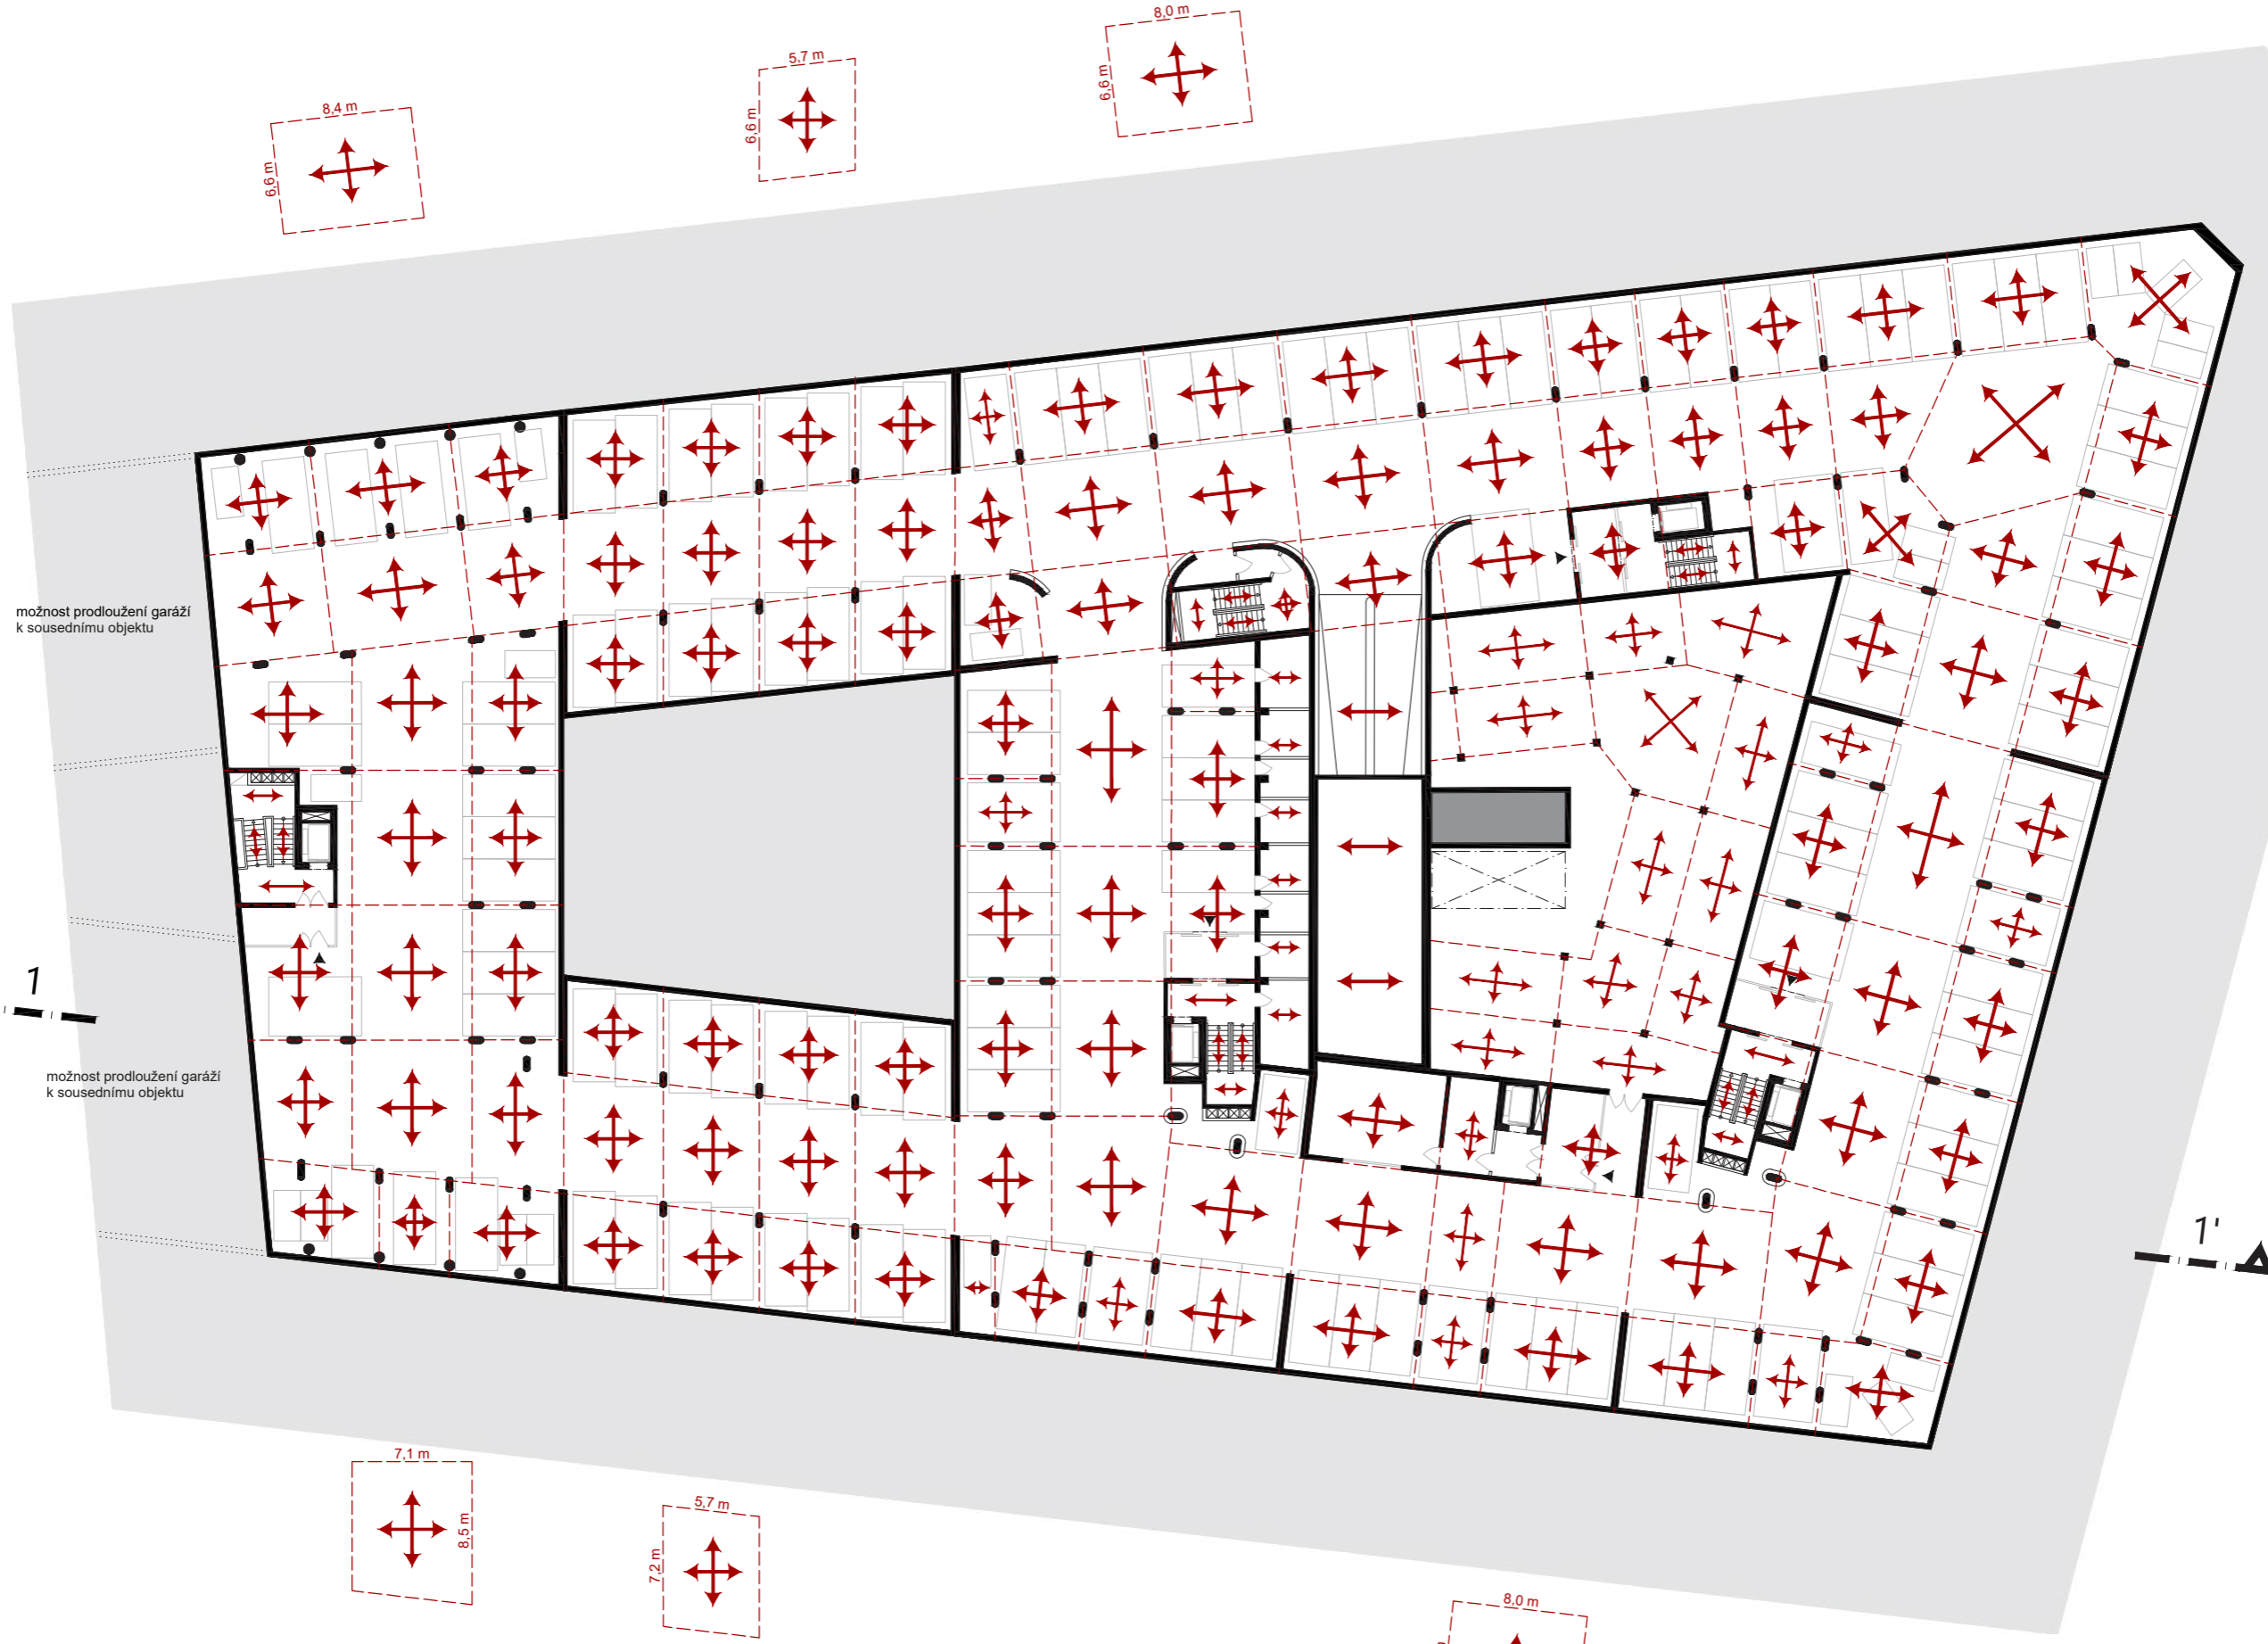 8,0 m
6,6 m
5,7 m
6,6 m
8,4 m
6,6 m
možnost prodloužení garáží
k sousednímu objektu
1
možnost prodloužení garáží
k sousednímu objektu
1'
7,1 m
8,5 m
5,7 m
7,2 m
8,0 m